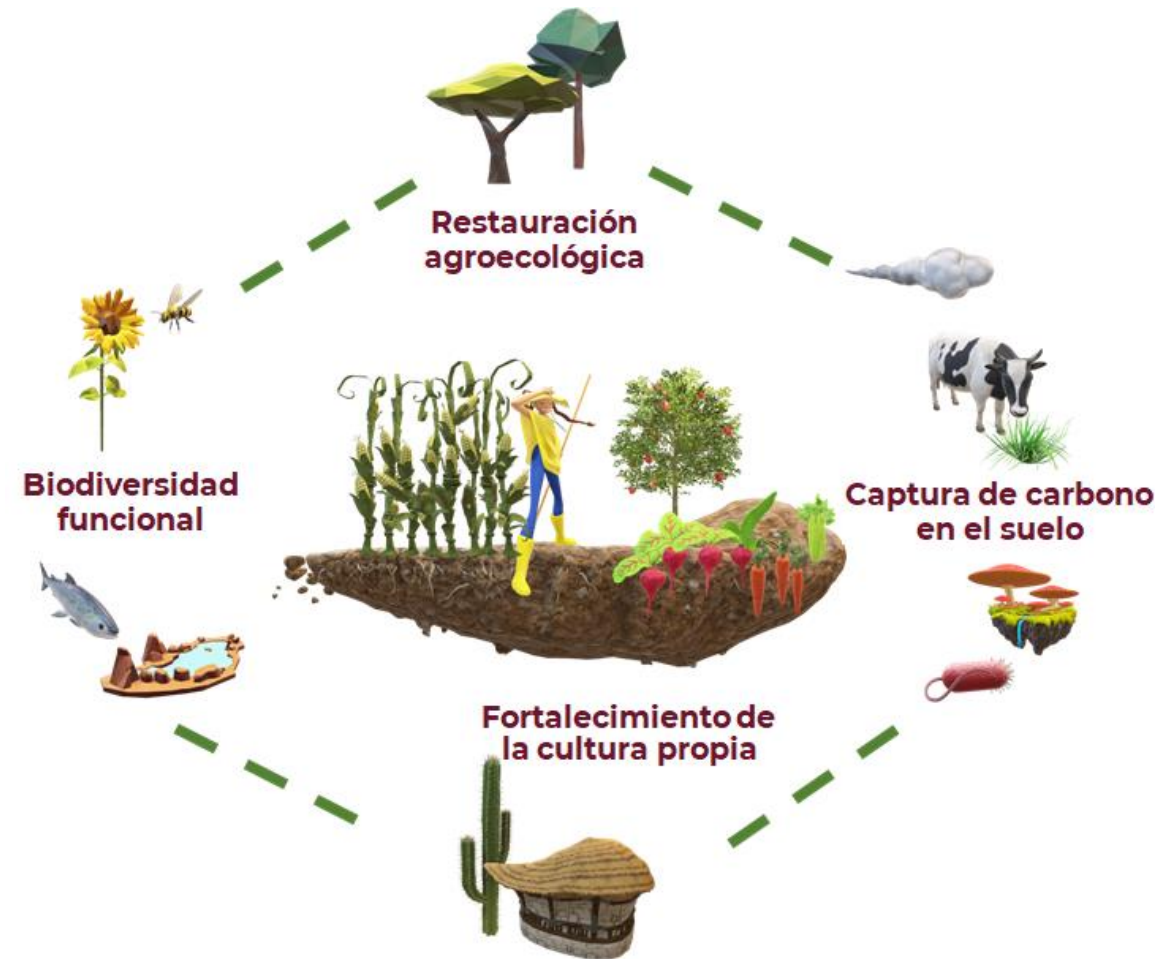 Restauración
agroecológica
Biodiversidad
funcional
Captura de carbono
en el suelo
Fortalecimiento de
la cultura propia